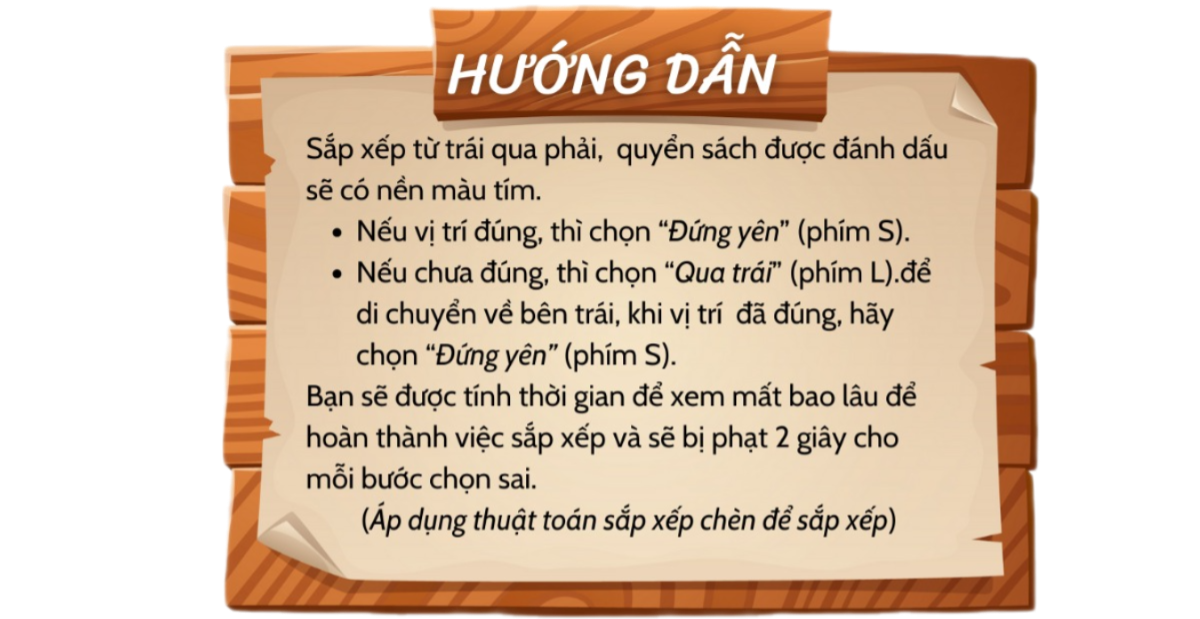 HƯỚNG DẪN
Sắp xếp từ trái qua phải, quyển sách được đánh dấu
sẽ có nền màu tím.
• Nếu vị trí đúng, thì chọn “Đứng yên” (phím S).
• Nếu chưa đúng, thì chọn “Qua trái” (phím L).để
di chuyển về bên trái, khi vị trí đã đúng, hãy
chọn “Đứng yên” (phím S).
Bạn sẽ được tính thời gian để xem mất bao lâu để
hoàn thành việc sắp xếp và sẽ bị phạt 2 giây cho
mỗi bước chọn sai.
(Áp dụng thuật toán sắp xếp chèn để sắp xếp)